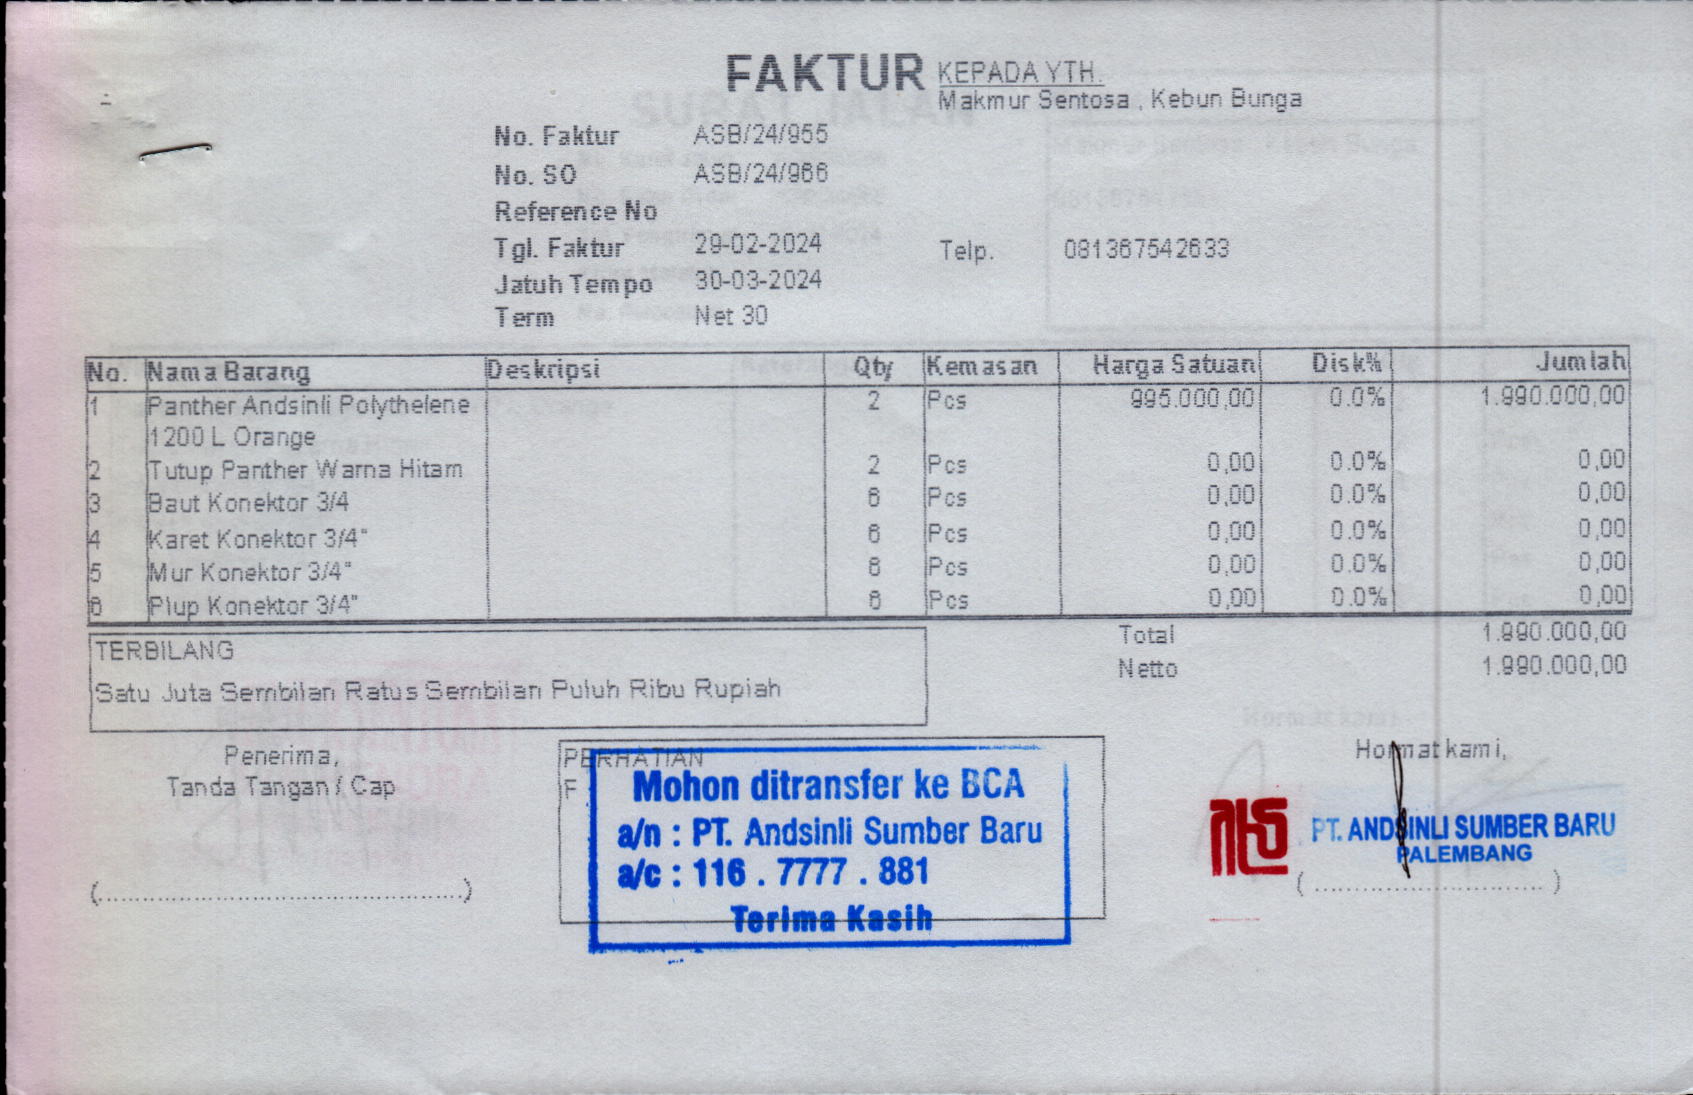 FAKTUR
KEPADA YTH.
Makmur Sentosa , Kebun Bunga
No. Faktur ASB/24/955
No. SO ASB/24/966
Reference No
Tgl. Faktur 29-02-2024 Telp. 081367542633
Jatuh Tempo 30-03-2024
Term Net 30
No. Nama Barang Deskripsi Qty Kemasan Harga Satuan Disk% Jumlah
1 Panther Andsinli Polythelene 2 Pcs 995.000,00 0.0% 1.990.000,00
1200 L Orange
2 Tutup Panther Warna Hitam 2 Pcs 0,00 0.0% 0,00
3 Baut Konektor 3/4 6 Pcs 0,00 0.0% 0,00
4 Karet Konektor 3/4" 6 Pcs 0,00 0.0% 0,00
5 Mur Konektor 3/4" 6 Pcs 0,00 0.0% 0,00
6 Plup Konektor 3/4" 6 Pcs 0,00 0.0% 0,00
Total 1.990.000,00
Netto 1.990.000,00
TERBILANG
Satu Juta Sembilan Ratus Sembilan Puluh Ribu Rupiah
Penerima,
Tanda Tangan / Cap
(..........................................)
PERHATIAN
F
Mohon ditransfer ke BCA
a/n : PT. Andsinli Sumber Baru
a/c : 116 . 7777 . 881
Terima Kasih
Hormat kami,
PT. ANDSINLI SUMBER BARU
PALEMBANG
( .......................... )